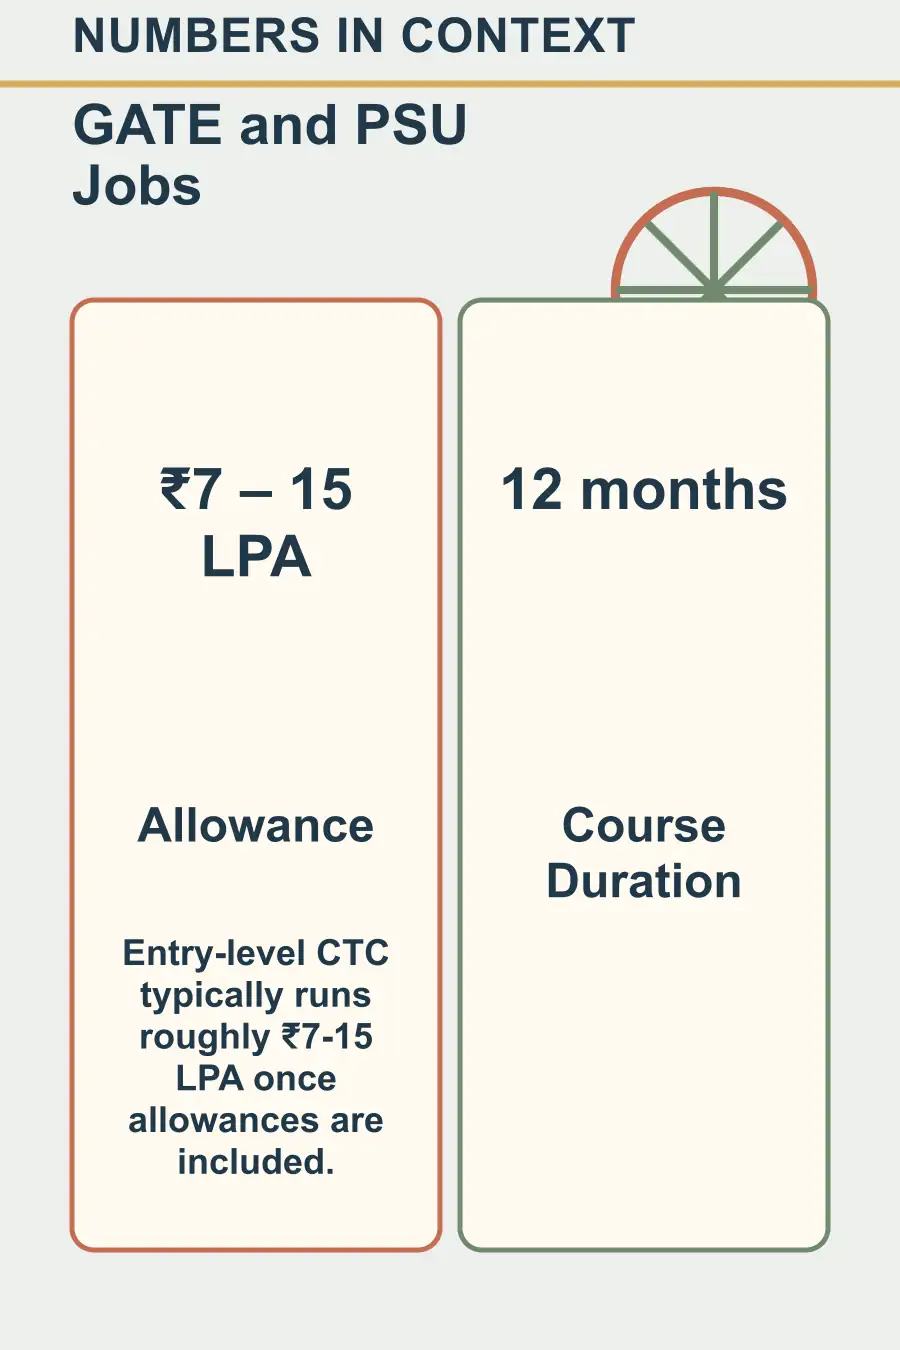 NUMBERS IN CONTEXT
GATE and PSU
Jobs
₹7 – 15
LPA
Allowance
Entry-level CTC
typically runs
roughly ₹7-15
LPA once
allowances are
included.
12 months
Course
Duration